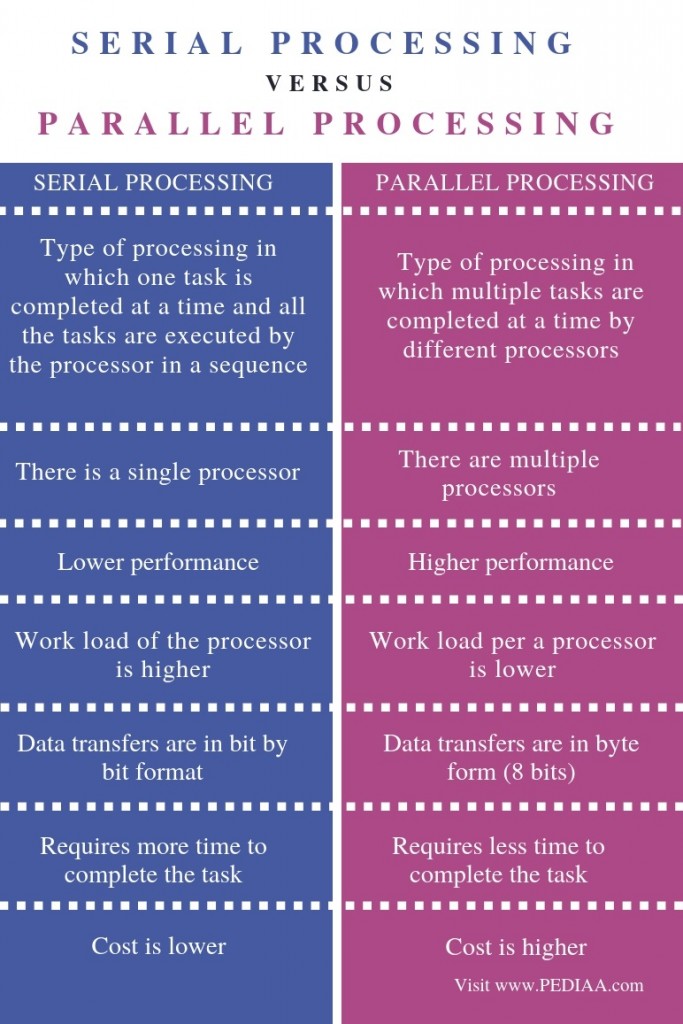 SERIAL PROCESSING
VERSUS
PARALLEL PROCESSING
SERIAL PROCESSING
PARALLEL PROCESSING
Type of processing in
which one task is
completed at a time and all
the tasks are executed by
the processor in a sequence
Type of processing in
which multiple tasks are
completed at a time by
different processors
There is a single processor
There are multiple
processors
Lower performance
Higher performance
Work load of the processor
is higher
Work load per a processor
is lower
Data transfers are in bit by
bit format
Data transfers are in byte
form (8 bits)
Requires more time to
complete the task
Requires less time to
complete the task
Cost is lower
Cost is higher
Visit www.PEDIAA.com